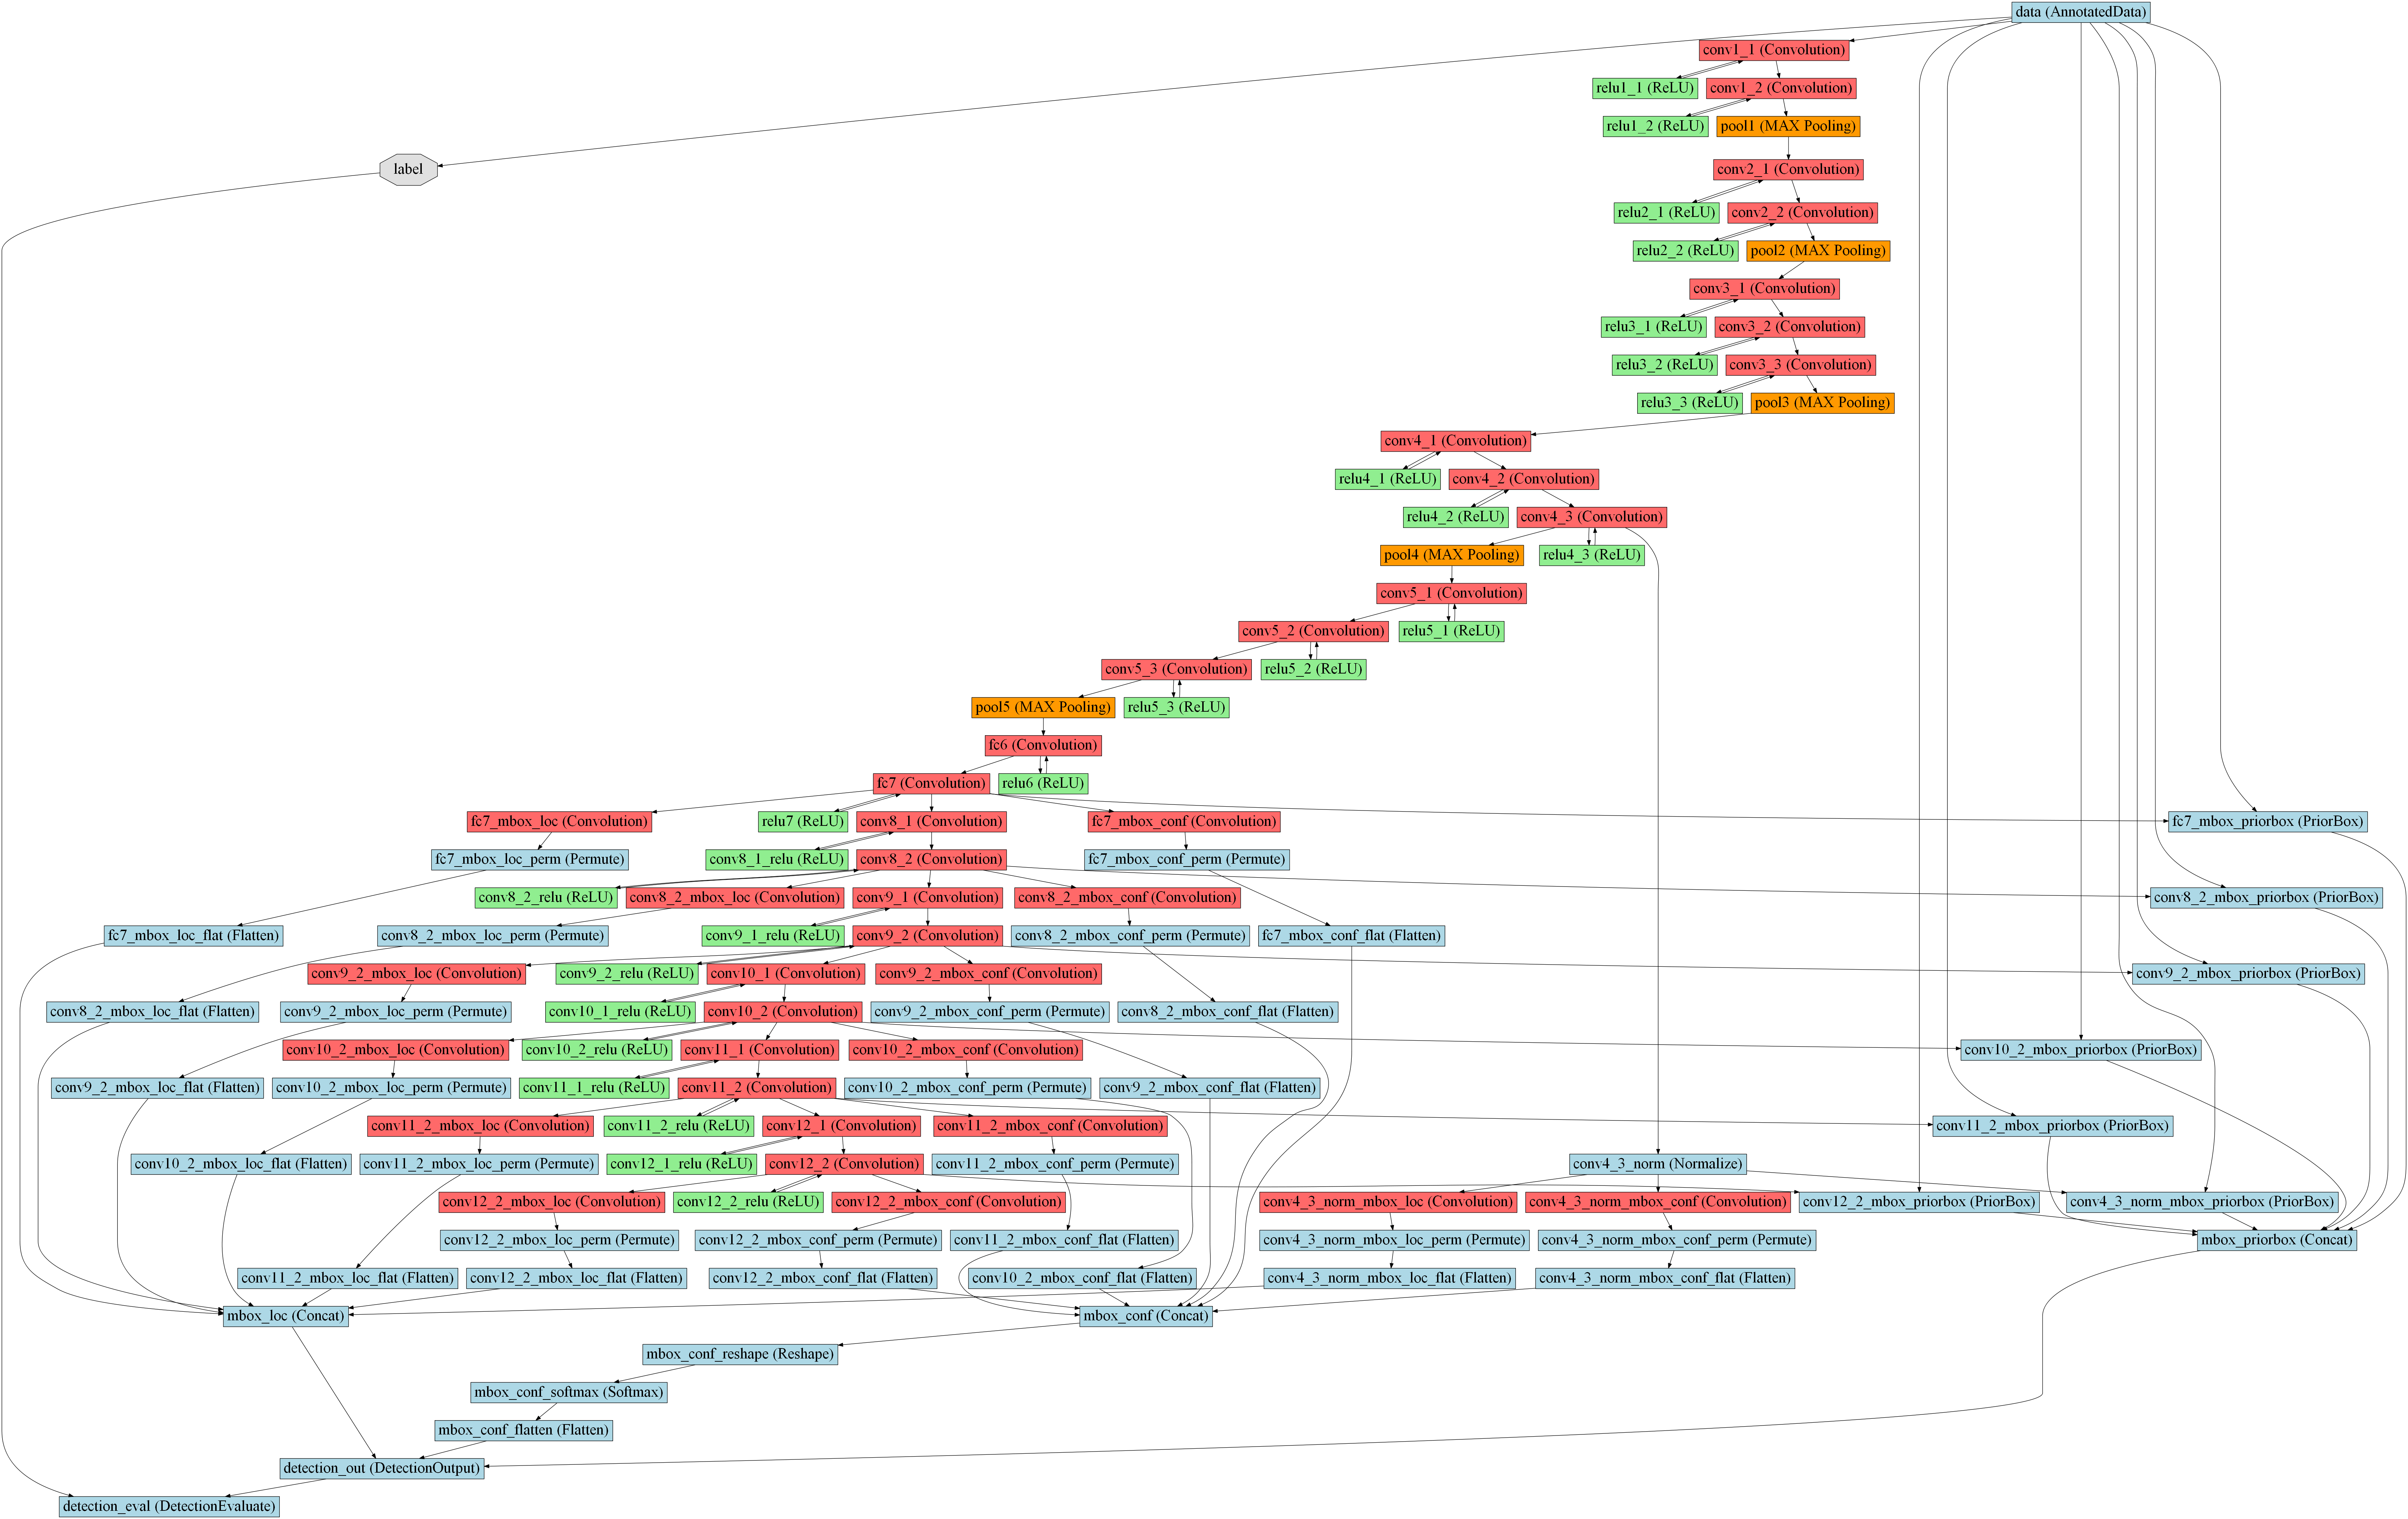 data (AnnotatedData)
conv1_1 (Convolution)
relu1_1 (ReLU)
conv1_2 (Convolution)
relu1_2 (ReLU)
pool1 (MAX Pooling)
label
conv2_1 (Convolution)
relu2_1 (ReLU)
conv2_2 (Convolution)
relu2_2 (ReLU)
pool2 (MAX Pooling)
conv3_1 (Convolution)
relu3_1 (ReLU)
conv3_2 (Convolution)
relu3_2 (ReLU)
conv3_3 (Convolution)
relu3_3 (ReLU)
pool3 (MAX Pooling)
conv4_1 (Convolution)
relu4_1 (ReLU)
conv4_2 (Convolution)
relu4_2 (ReLU)
conv4_3 (Convolution)
pool4 (MAX Pooling)
relu4_3 (ReLU)
conv5_1 (Convolution)
conv5_2 (Convolution)
relu5_1 (ReLU)
conv5_3 (Convolution)
relu5_2 (ReLU)
pool5 (MAX Pooling)
relu5_3 (ReLU)
fc6 (Convolution)
fc7 (Convolution)
relu6 (ReLU)
fc7_mbox_loc (Convolution)
relu7 (ReLU)
conv8_1 (Convolution)
fc7_mbox_conf (Convolution)
fc7_mbox_priorbox (PriorBox)
fc7_mbox_loc_perm (Permute)
conv8_1_relu (ReLU)
conv8_2 (Convolution)
fc7_mbox_conf_perm (Permute)
conv8_2_relu (ReLU)
conv8_2_mbox_loc (Convolution)
conv9_1 (Convolution)
conv8_2_mbox_conf (Convolution)
conv8_2_mbox_priorbox (PriorBox)
fc7_mbox_loc_flat (Flatten)
conv8_2_mbox_loc_perm (Permute)
conv9_1_relu (ReLU)
conv9_2 (Convolution)
conv8_2_mbox_conf_perm (Permute)
fc7_mbox_conf_flat (Flatten)
conv9_2_mbox_loc (Convolution)
conv9_2_relu (ReLU)
conv10_1 (Convolution)
conv9_2_mbox_conf (Convolution)
conv9_2_mbox_priorbox (PriorBox)
conv8_2_mbox_loc_flat (Flatten)
conv9_2_mbox_loc_perm (Permute)
conv10_1_relu (ReLU)
conv10_2 (Convolution)
conv9_2_mbox_conf_perm (Permute)
conv8_2_mbox_conf_flat (Flatten)
conv10_2_mbox_loc (Convolution)
conv10_2_relu (ReLU)
conv11_1 (Convolution)
conv10_2_mbox_conf (Convolution)
conv10_2_mbox_priorbox (PriorBox)
conv9_2_mbox_loc_flat (Flatten)
conv10_2_mbox_loc_perm (Permute)
conv11_1_relu (ReLU)
conv11_2 (Convolution)
conv10_2_mbox_conf_perm (Permute)
conv9_2_mbox_conf_flat (Flatten)
conv11_2_mbox_loc (Convolution)
conv11_2_relu (ReLU)
conv12_1 (Convolution)
conv11_2_mbox_conf (Convolution)
conv11_2_mbox_priorbox (PriorBox)
conv10_2_mbox_loc_flat (Flatten)
conv11_2_mbox_loc_perm (Permute)
conv12_1_relu (ReLU)
conv12_2 (Convolution)
conv11_2_mbox_conf_perm (Permute)
conv4_3_norm (Normalize)
conv12_2_mbox_loc (Convolution)
conv12_2_relu (ReLU)
conv12_2_mbox_conf (Convolution)
conv4_3_norm_mbox_loc (Convolution)
conv4_3_norm_mbox_conf (Convolution)
conv12_2_mbox_priorbox (PriorBox)
conv4_3_norm_mbox_priorbox (PriorBox)
conv12_2_mbox_loc_perm (Permute)
conv12_2_mbox_conf_perm (Permute)
conv11_2_mbox_conf_flat (Flatten)
conv4_3_norm_mbox_loc_perm (Permute)
conv4_3_norm_mbox_conf_perm (Permute)
mbox_priorbox (Concat)
conv11_2_mbox_loc_flat (Flatten)
conv12_2_mbox_loc_flat (Flatten)
conv12_2_mbox_conf_flat (Flatten)
conv10_2_mbox_conf_flat (Flatten)
conv4_3_norm_mbox_loc_flat (Flatten)
conv4_3_norm_mbox_conf_flat (Flatten)
mbox_loc (Concat)
mbox_conf (Concat)
mbox_conf_reshape (Reshape)
mbox_conf_softmax (Softmax)
mbox_conf_flatten (Flatten)
detection_out (DetectionOutput)
detection_eval (DetectionEvaluate)